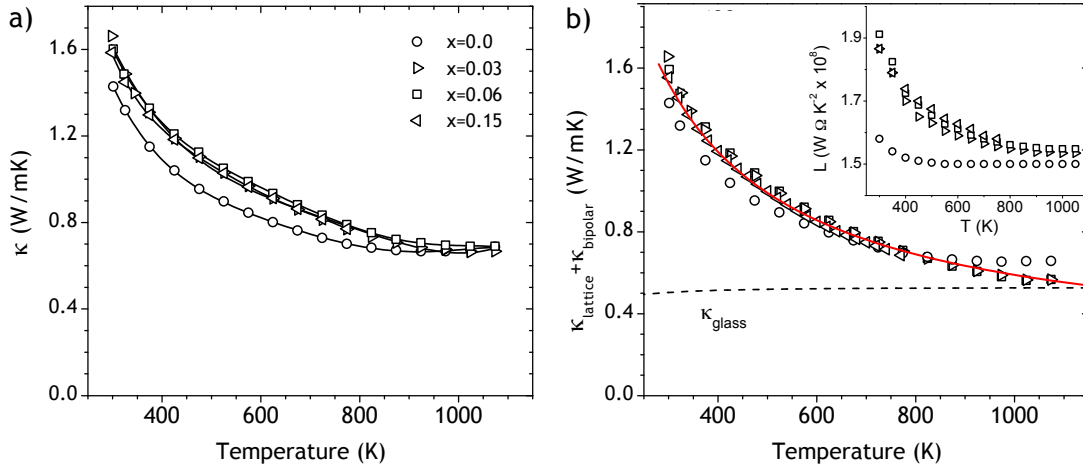 a)
x=0.0
x=0.03
x=0.06
x=0.15
1.6
1.2
0.8
0.4
0.0
κ (W/mK)
400 600 800 1000
Temperature (K)
b)
1.6
1.2
0.8
0.4
0.0
κlattice+κbipolar (W/mK)
κglass
400 600 800 1000
Temperature (K)
1.9
1.7
1.5
L (W Ω K-2 x 108)
400 600 800 1000
T (K)